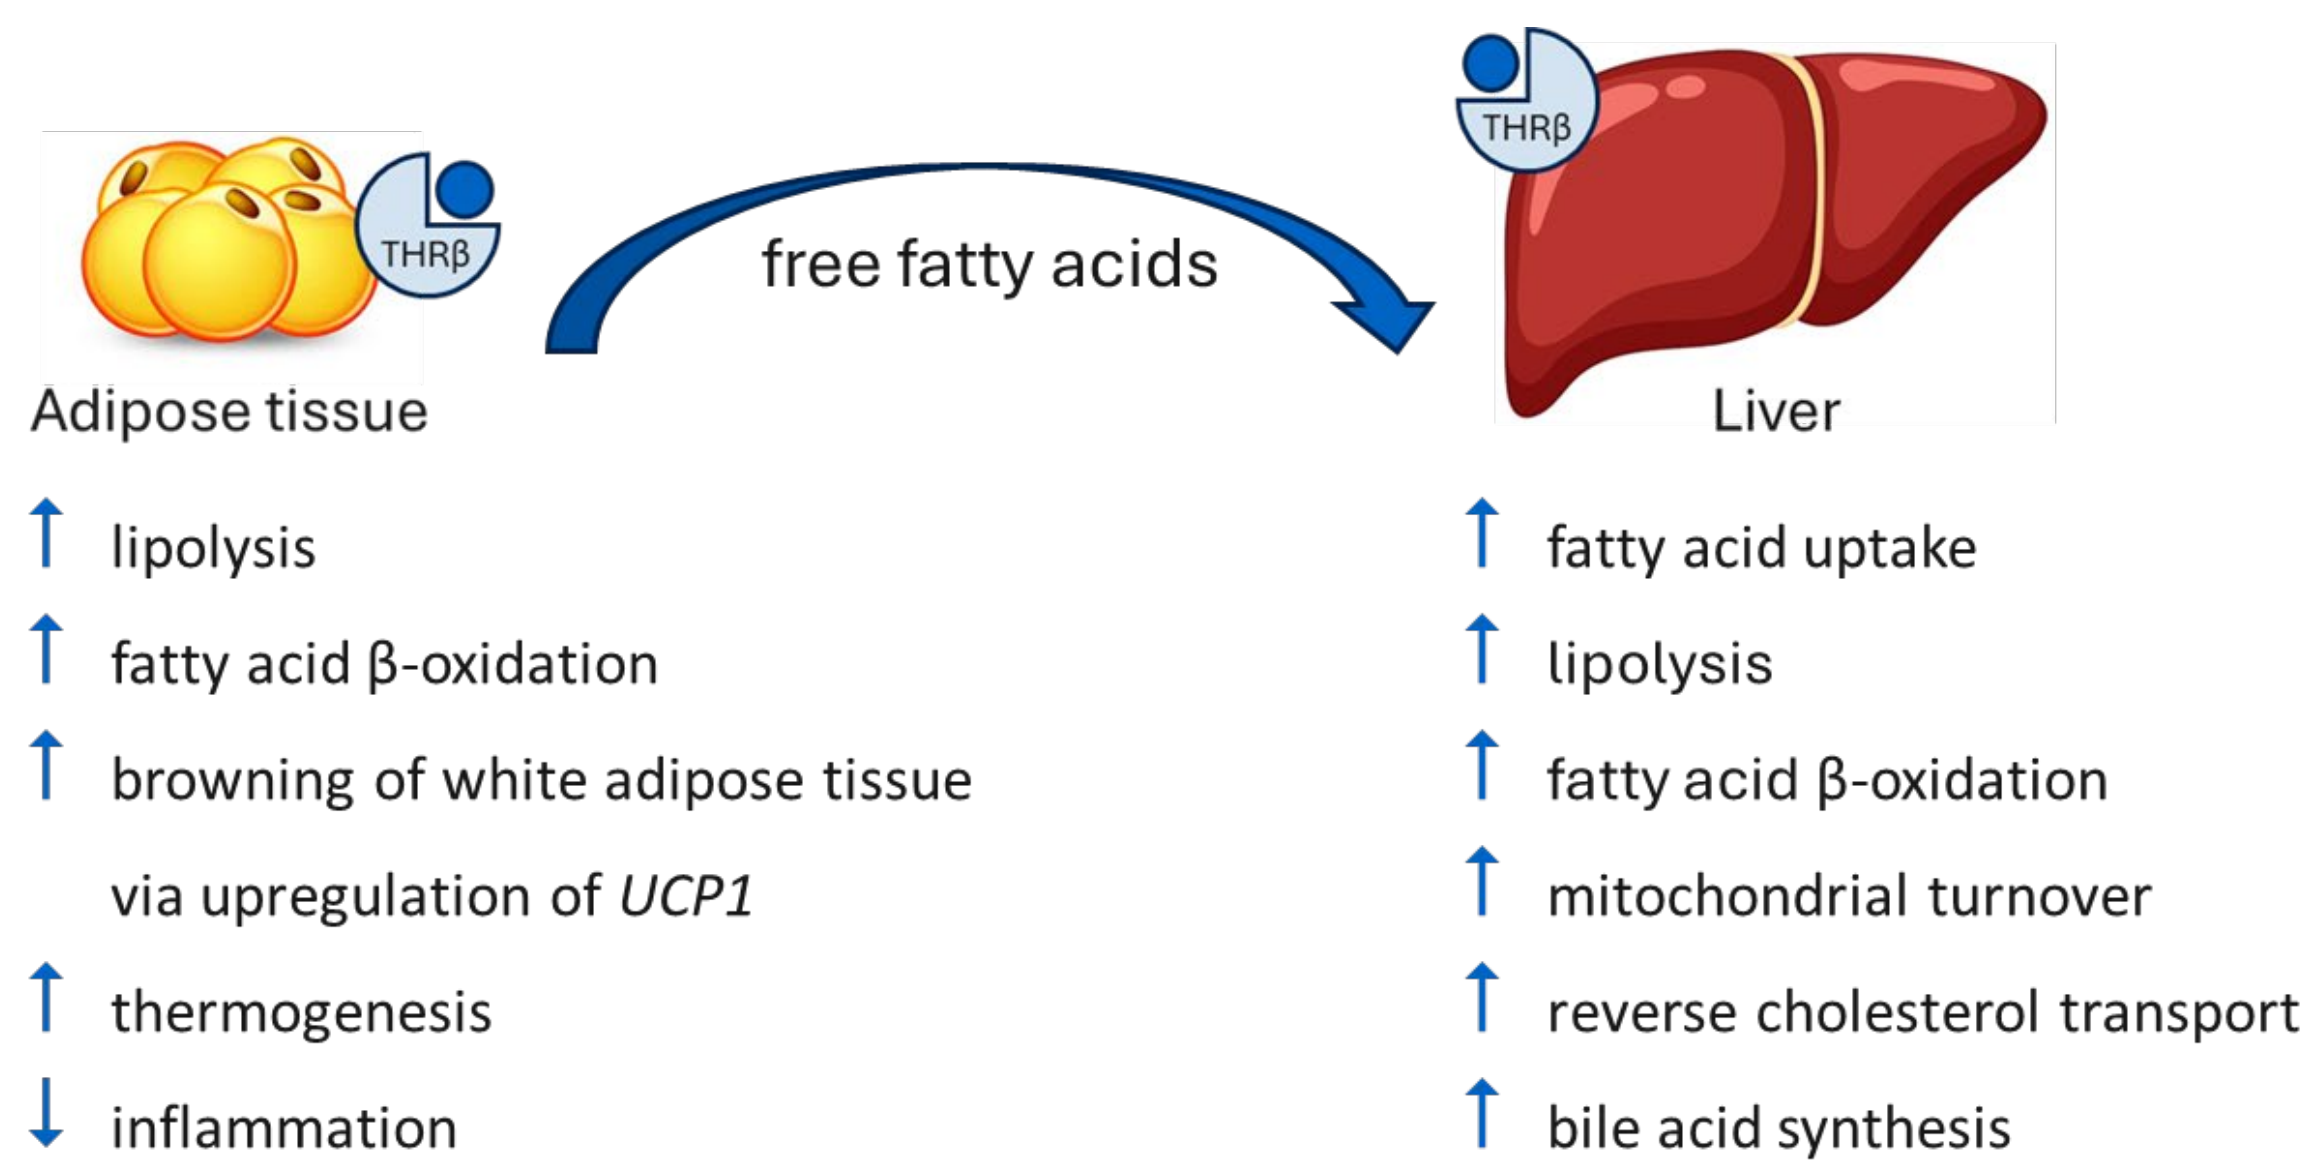 THRβ
THRβ
free fatty acids
Adipose tissue
Liver
↑ lipolysis
↑ fatty acid β-oxidation
↑ browning of white adipose tissue
via upregulation of UCP1
↑ thermogenesis
↓ inflammation
↑ fatty acid uptake
↑ lipolysis
↑ fatty acid β-oxidation
↑ mitochondrial turnover
↑ reverse cholesterol transport
↑ bile acid synthesis